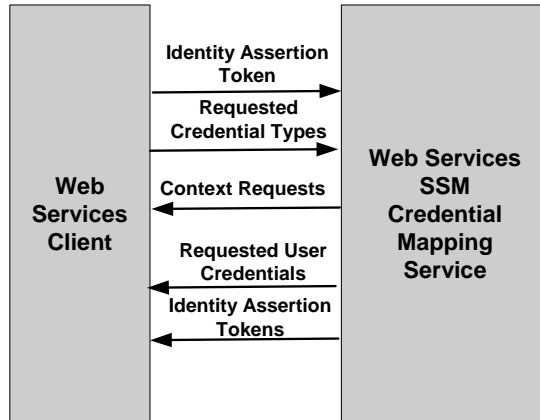 Web
Services
Client
Identity Assertion
Token
Requested
Credential Types
Context Requests
Requested User
Credentials
Identity Assertion
Tokens
Web Services
SSM
Credential
Mapping
Service